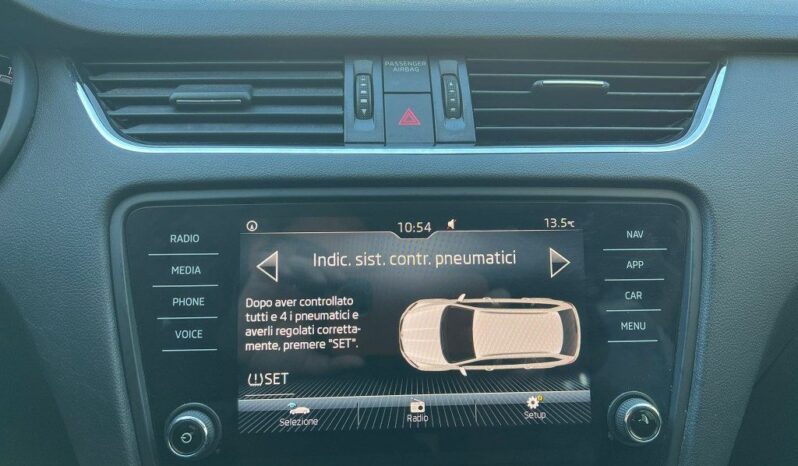 PASSENGER
AIRBAG
10:54
13.5°C
Indic. sist. contr. pneumatici
Dopo aver controllato
tutti e 4 i pneumatici e
averli regolati corretta-
mente, premere "SET".
SET
Selezione
Radio
Setup
RADIO
MEDIA
PHONE
VOICE
NAV
APP
CAR
MENU